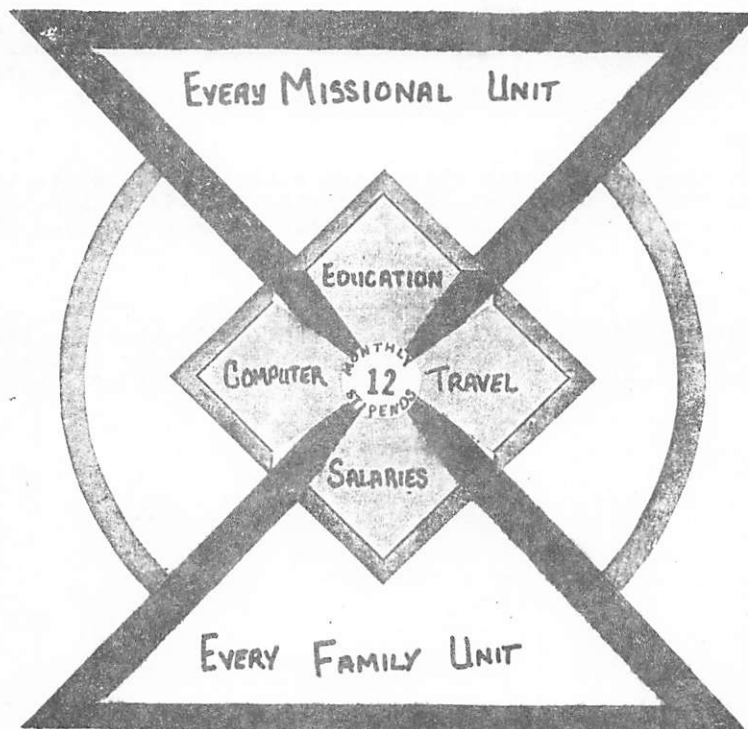 EVERY MISSIONAL UNIT
EDUCATION
COMPUTER
MONTHLY
12
STIPENDS
TRAVEL
SALARIES
EVERY FAMILY UNIT